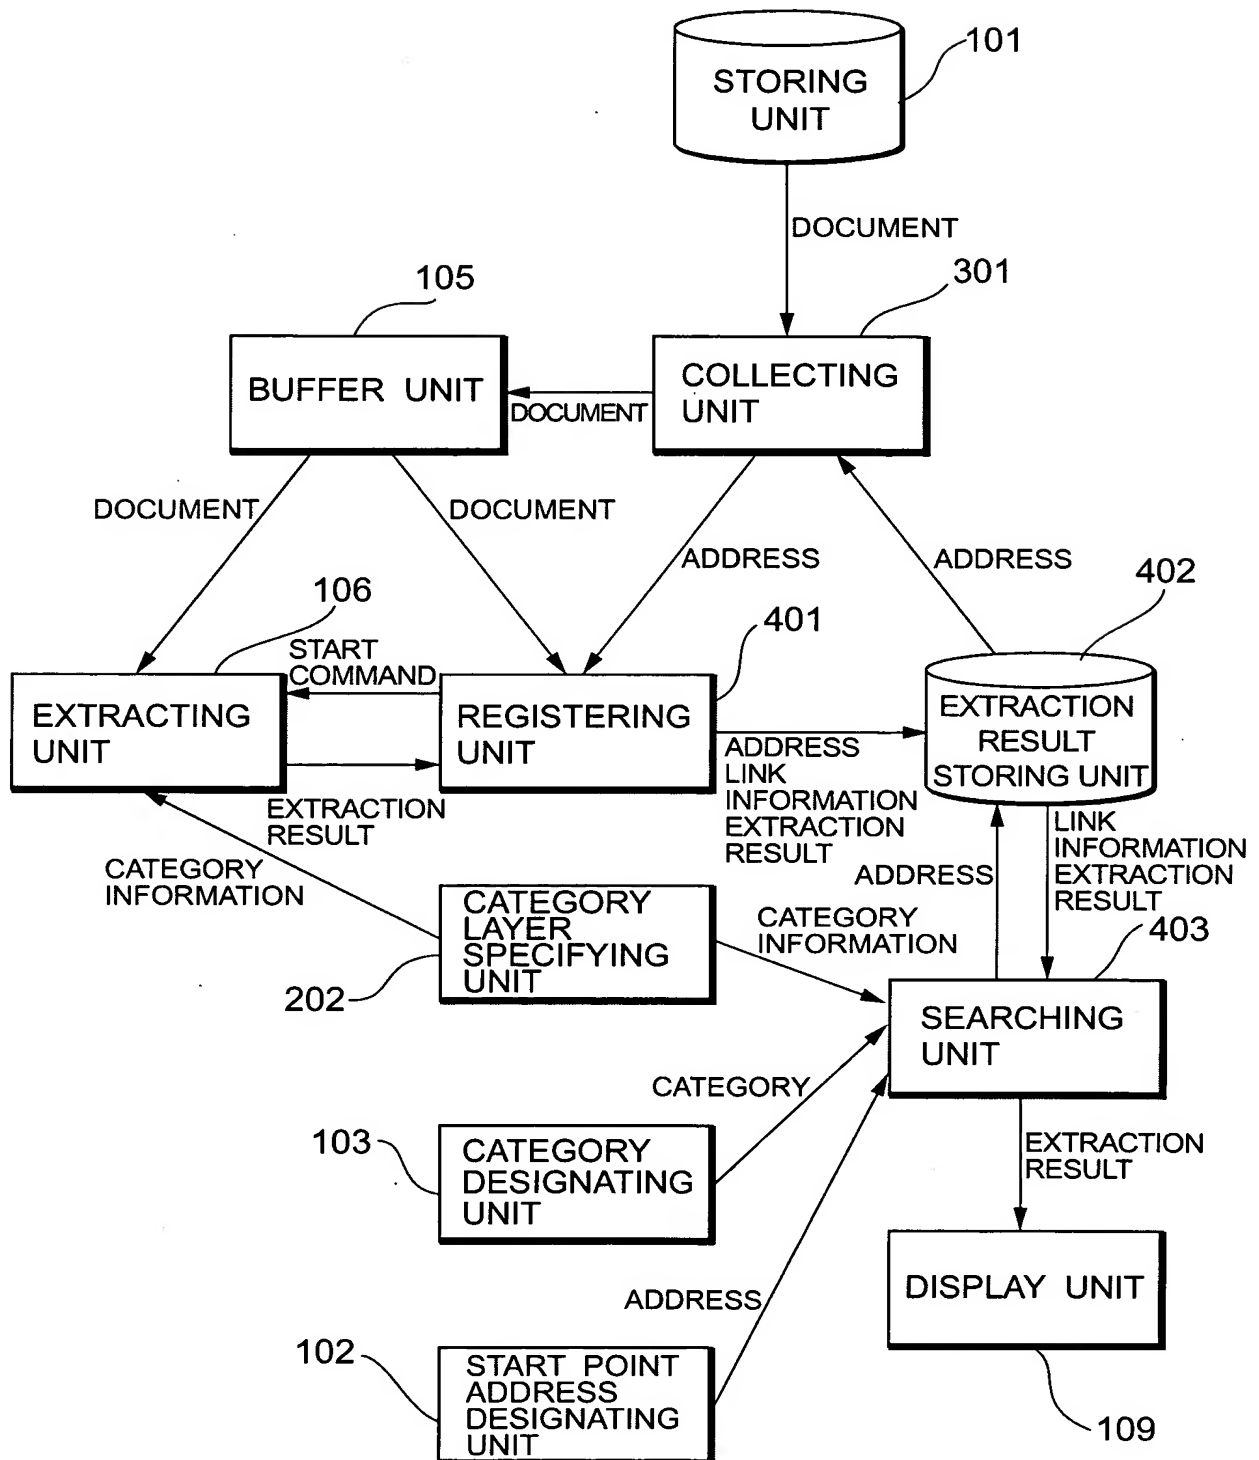 101
STORING
UNIT
DOCUMENT
301
105
COLLECTING
UNIT
BUFFER UNIT
DOCUMENT
DOCUMENT
DOCUMENT
ADDRESS
ADDRESS
402
106
401
START
COMMAND
EXTRACTING
UNIT
REGISTERING
UNIT
EXTRACTION
RESULT
STORING UNIT
ADDRESS
LINK
INFORMATION
EXTRACTION
RESULT
EXTRACTION
RESULT
LINK
INFORMATION
EXTRACTION
RESULT
ADDRESS
CATEGORY
INFORMATION
CATEGORY
LAYER
SPECIFYING
UNIT
202
CATEGORY
INFORMATION
403
SEARCHING
UNIT
CATEGORY
103
CATEGORY
DESIGNATING
UNIT
EXTRACTION
RESULT
DISPLAY UNIT
ADDRESS
102
START POINT
ADDRESS
DESIGNATING
UNIT
109